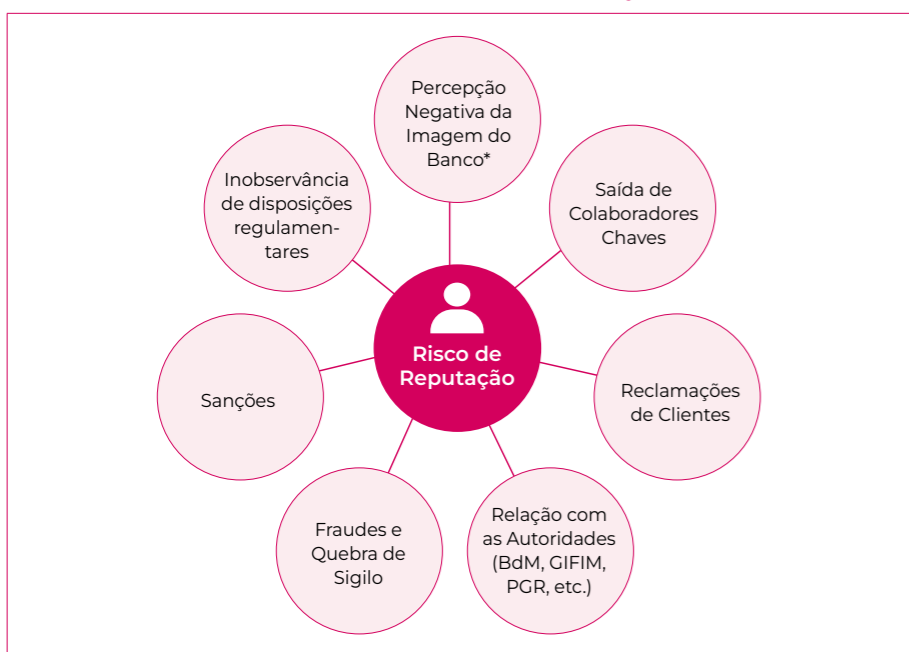 Percepção
Negativa da
Imagem do
Banco*
Inobservância
de disposições
regulamen-
tares
Saída de
Colaboradores
Chaves
Risco de
Reputação
Sanções
Reclamações
de Clientes
Fraudes e
Quebra de
Sigilo
Relação com
as Autoridades
(BdM, GIFIM,
PGR, etc.)